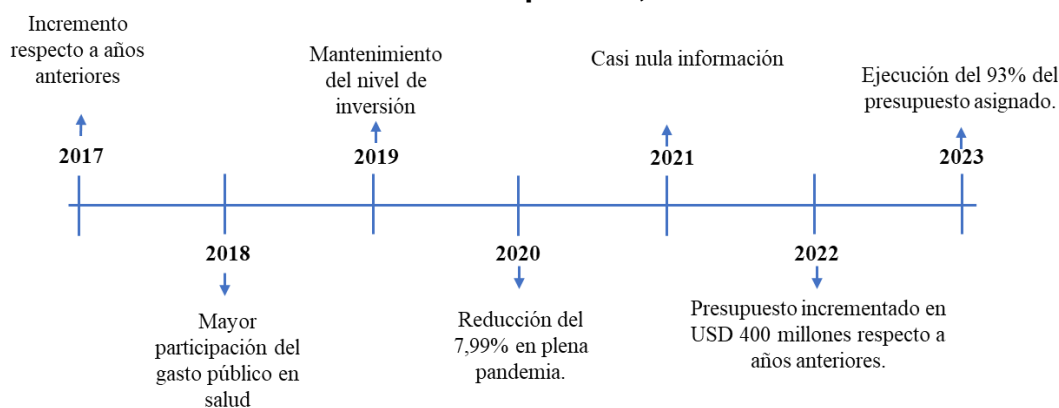 Incremento
respecto a años
anteriores
2017
Mayor
participación del
gasto público en
salud
2018
Mantenimiento
del nivel de
inversión
2019
2020
Reducción del
7,99% en plena
pandemia.
Casi nula información
2021
2022
Presupuesto incrementado en
USD 400 millones respecto a
años anteriores.
Ejecución del 93% del
presupuesto asignado.
2023